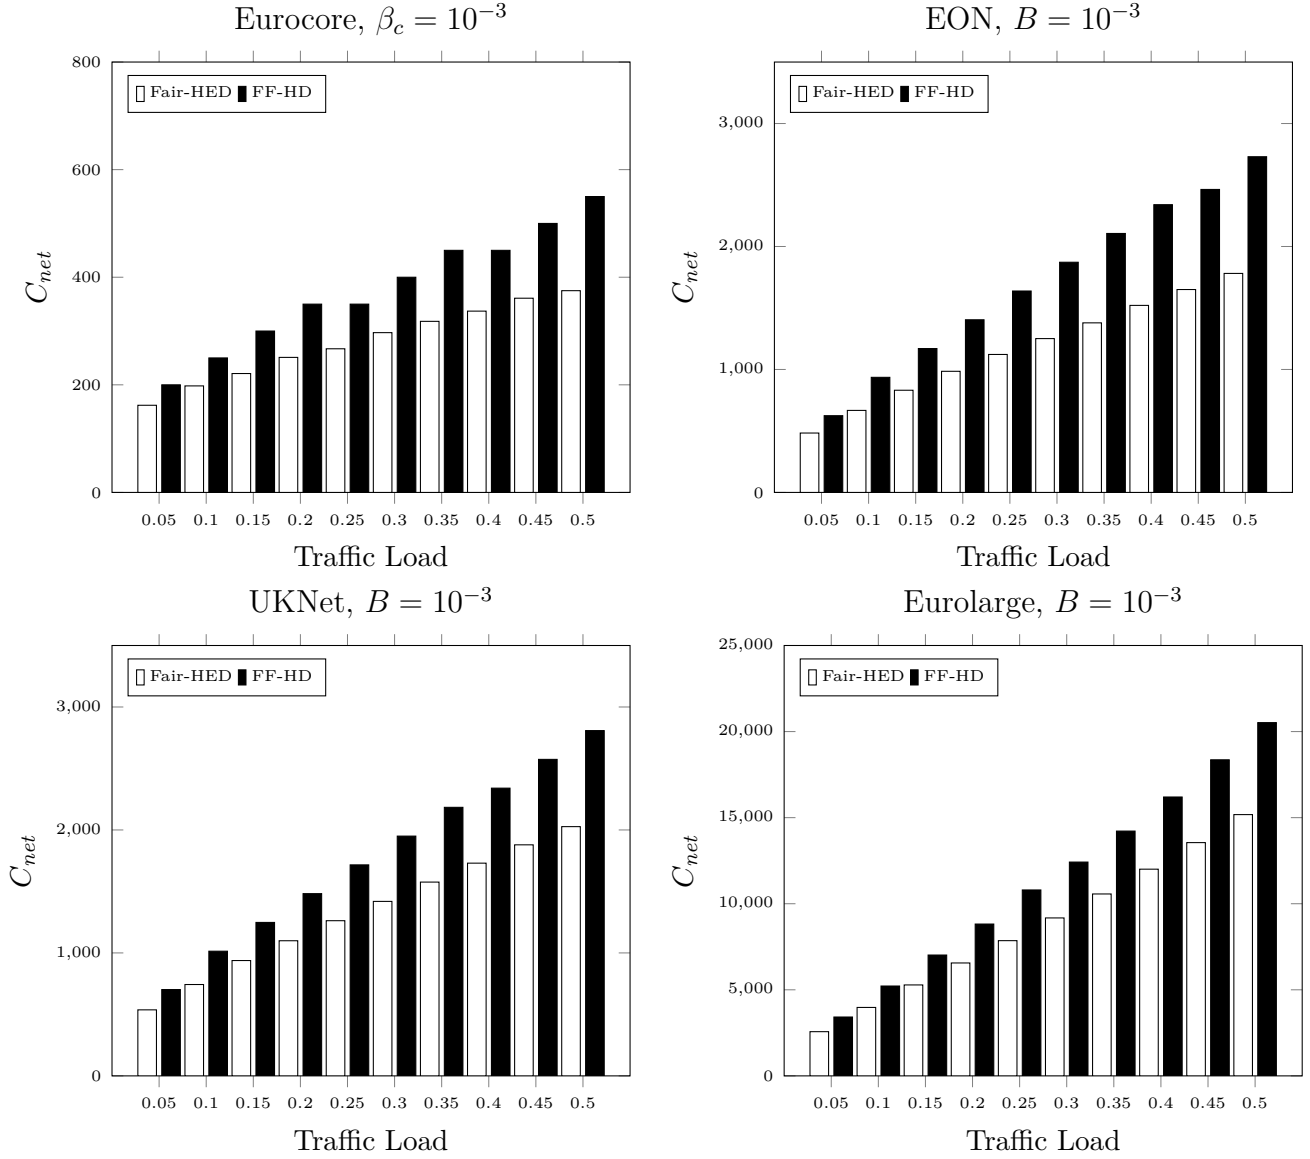 Eurocore, β_c = 10^{-3}
800
600
400
200
0
C_net
Fair-HED FF-HD
0.05 0.1 0.15 0.2 0.25 0.3 0.35 0.4 0.45 0.5
Traffic Load
EON, B = 10^{-3}
3,000
2,000
1,000
0
C_net
Fair-HED FF-HD
0.05 0.1 0.15 0.2 0.25 0.3 0.35 0.4 0.45 0.5
Traffic Load
UKNet, B = 10^{-3}
3,000
2,000
1,000
0
C_net
Fair-HED FF-HD
0.05 0.1 0.15 0.2 0.25 0.3 0.35 0.4 0.45 0.5
Traffic Load
Eurolarge, B = 10^{-3}
25,000
20,000
15,000
10,000
5,000
0
C_net
Fair-HED FF-HD
0.05 0.1 0.15 0.2 0.25 0.3 0.35 0.4 0.45 0.5
Traffic Load